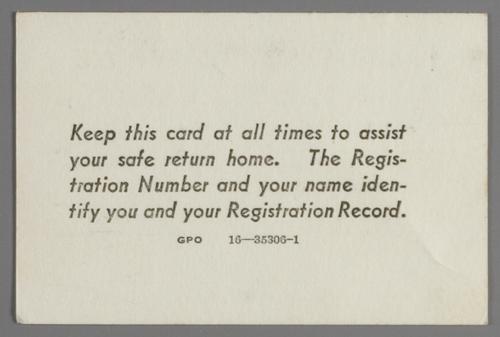 Keep this card at all times to assist
your safe return home. The Regis-
tration Number and your name iden-
tify you and your Registration Record.
GPO 16—35306-1